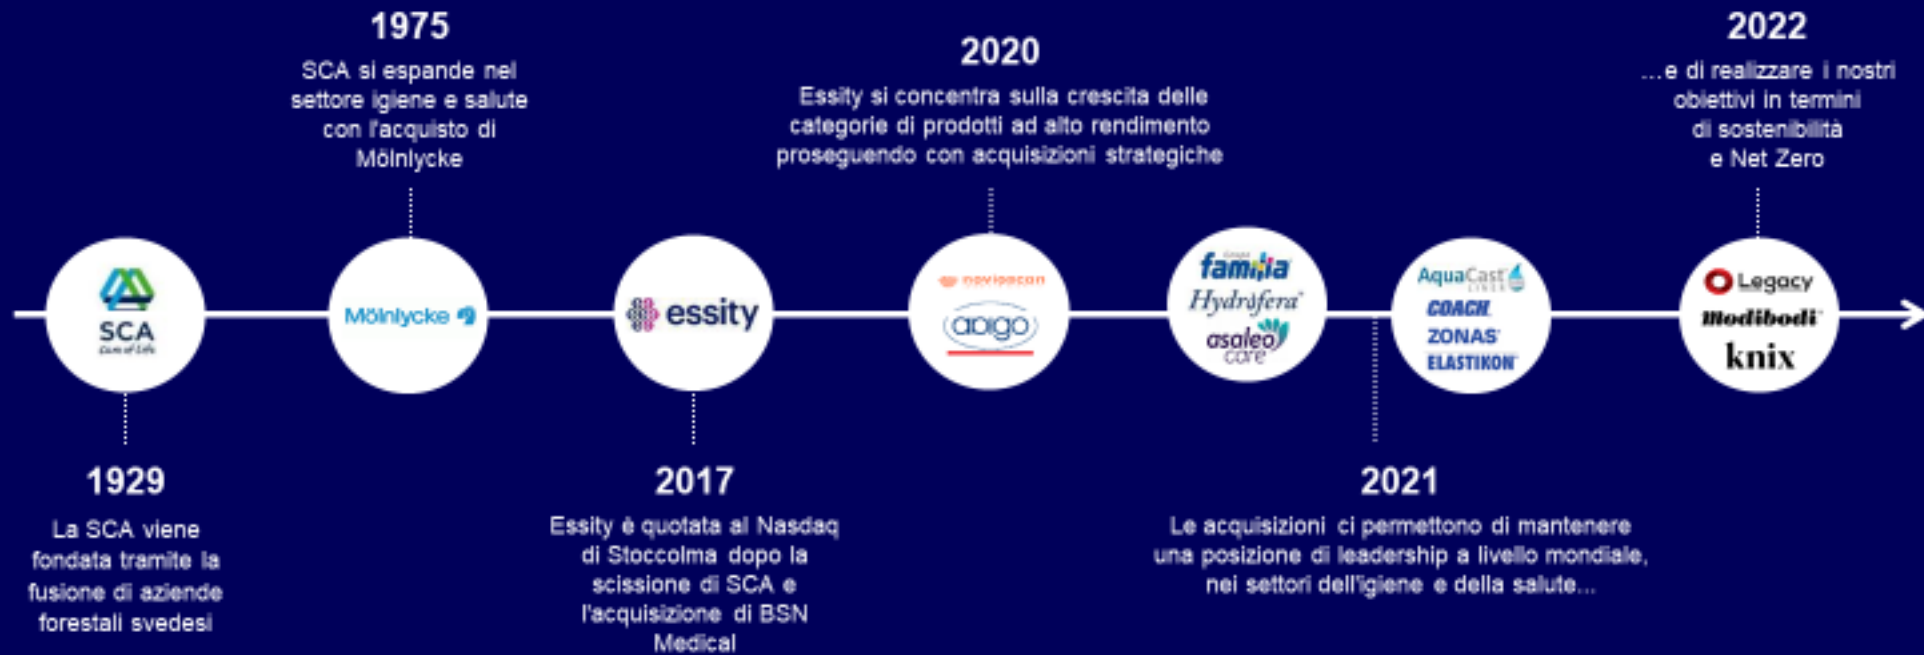 1975
SCA si espande nel
settore igiene e salute
con l'acquisto di
Mölnlycke
2020
Essity si concentra sulla crescita delle
categorie di prodotti ad alto rendimento
proseguendo con acquisizioni strategiche
2022
...e di realizzare i nostri
obiettivi in termini
di sostenibilità
e Net Zero
SCA
Care of Life
Mölnlycke
essity
novioscan
abigo
familia
Hydrofera
asaleo
care
AquaCast
LINER
COACH
ZONAS
ELASTIKON
Legacy
modibodi
knix
1929
La SCA viene
fondata tramite la
fusione di aziende
forestali svedesi
2017
Essity è quotata al Nasdaq
di Stoccolma dopo la
scissione di SCA e
l'acquisizione di BSN
Medical
2021
Le acquisizioni ci permettono di mantenere
una posizione di leadership a livello mondiale,
nei settori dell'igiene e della salute...